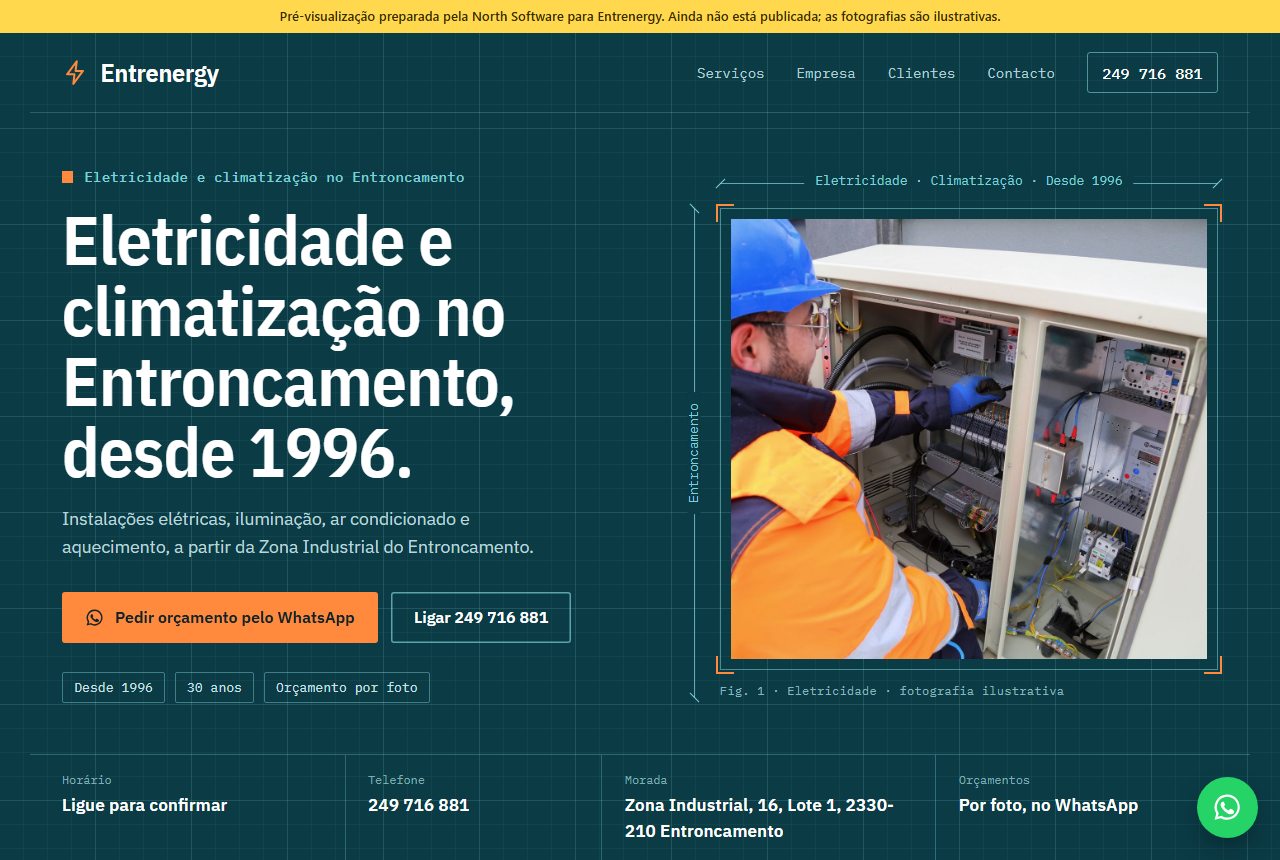 Pré-visualização preparada pela North Software para Entrenergy. Ainda não está publicada; as fotografias são ilustrativas.
Entrenergy
Serviços
Empresa
Clientes
Contacto
249 716 881
Eletricidade e climatização no Entroncamento
Eletricidade e
climatização no
Entroncamento,
desde 1996.
Instalações elétricas, iluminação, ar condicionado e
aquecimento, a partir da Zona Industrial do Entroncamento.
Pedir orçamento pelo WhatsApp
Ligar 249 716 881
Desde 1996
30 anos
Orçamento por foto
Eletricidade · Climatização · Desde 1996
Entroncamento
Fig. 1 · Eletricidade · fotografia ilustrativa
Horário
Ligue para confirmar
Telefone
249 716 881
Morada
Zona Industrial, 16, Lote 1, 2330-
210 Entroncamento
Orçamentos
Por foto, no WhatsApp